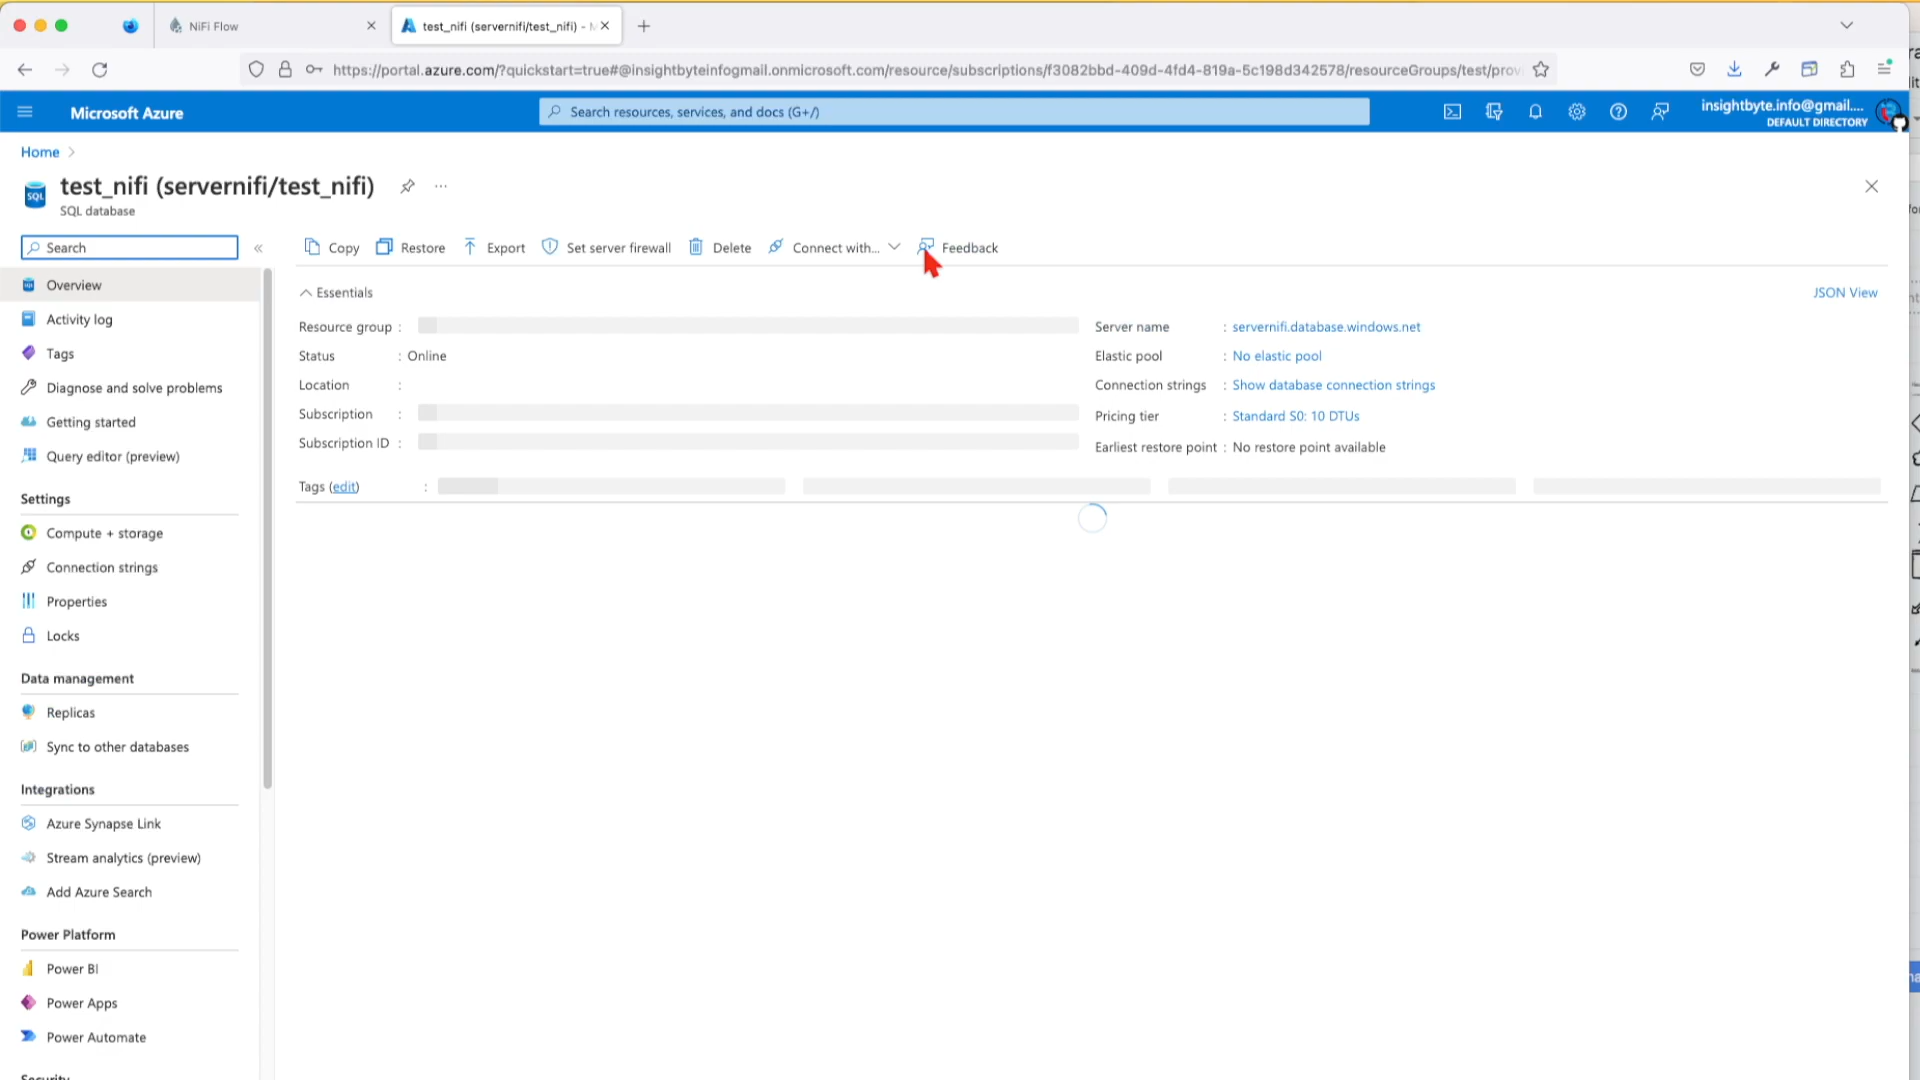 NiFi Flow
test_nifi (servernifi/test_nifi) -
https://portal.azure.com/?quickstart=true#@insightbyteinfogmail.onmicrosoft.com/resource/subscriptions/f3082bbd-409d-4fd4-819a-5c198d342578/resourceGroups/test/prov
Microsoft Azure
Search resources, services, and docs (G+/)
insightbyte.info@gmail....
DEFAULT DIRECTORY
Home
test_nifi (servernifi/test_nifi)
SQL
SQL database
Search
Copy
Restore
Export
Set server firewall
Delete
Connect with...
Feedback
Overview
Activity log
Tags
Diagnose and solve problems
Getting started
Query editor (preview)
Settings
Compute + storage
Connection strings
Properties
Locks
Data management
Replicas
Sync to other databases
Integrations
Azure Synapse Link
Stream analytics (preview)
Add Azure Search
Power Platform
Power BI
Power Apps
Power Automate
Security
Essentials
JSON View
Resource group :
Status : Online
Location :
Subscription :
Subscription ID :
Server name : servernifi.database.windows.net
Elastic pool : No elastic pool
Connection strings : Show database connection strings
Pricing tier : Standard S0: 10 DTUs
Earliest restore point : No restore point available
Tags (edit) :